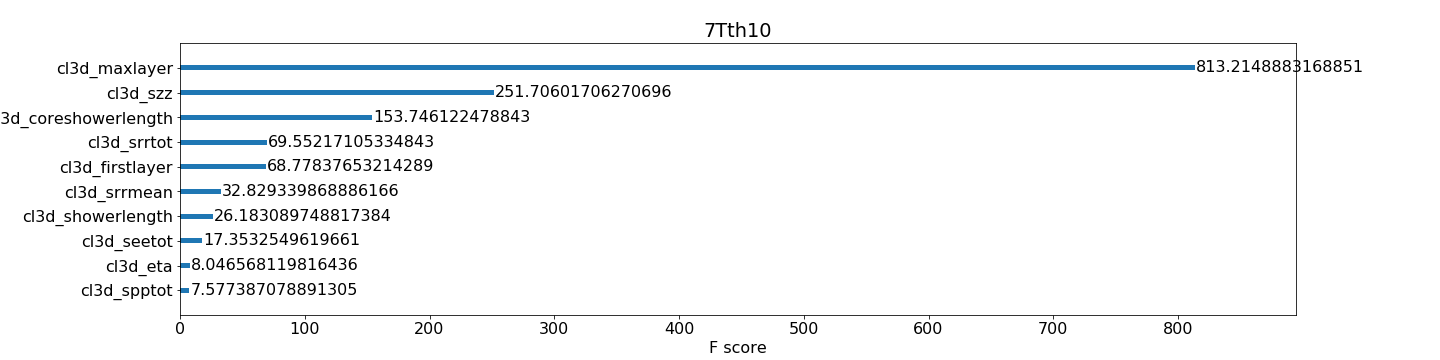 7Tth10
cl3d_maxlayer 813.2148883168851
cl3d_szz 251.70601706270696
3d_coreshowerlength 153.746122478843
cl3d_srrtot 69.55217105334843
cl3d_firstlayer 68.77837653214289
cl3d_srrmean 32.829339868886166
cl3d_showerlength 26.183089748817384
cl3d_seetot 17.3532549619661
cl3d_eta 8.046568119816436
cl3d_spptot 7.577387078891305
0 100 200 300 400 500 600 700 800
F score